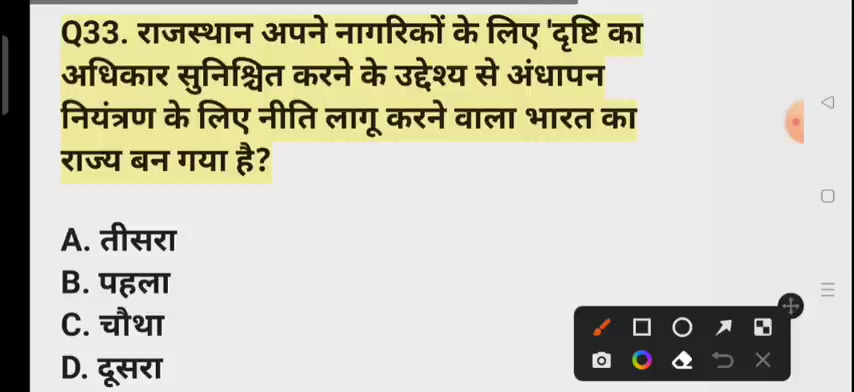 Q33. राजस्थान अपने नागरिकों के लिए 'दृष्टि का
अधिकार सुनिश्चित करने के उद्देश्य से अंधापन
नियंत्रण के लिए नीति लागू करने वाला भारत का
राज्य बन गया है?
A. तीसरा
B. पहला
C. चौथा
D. दूसरा